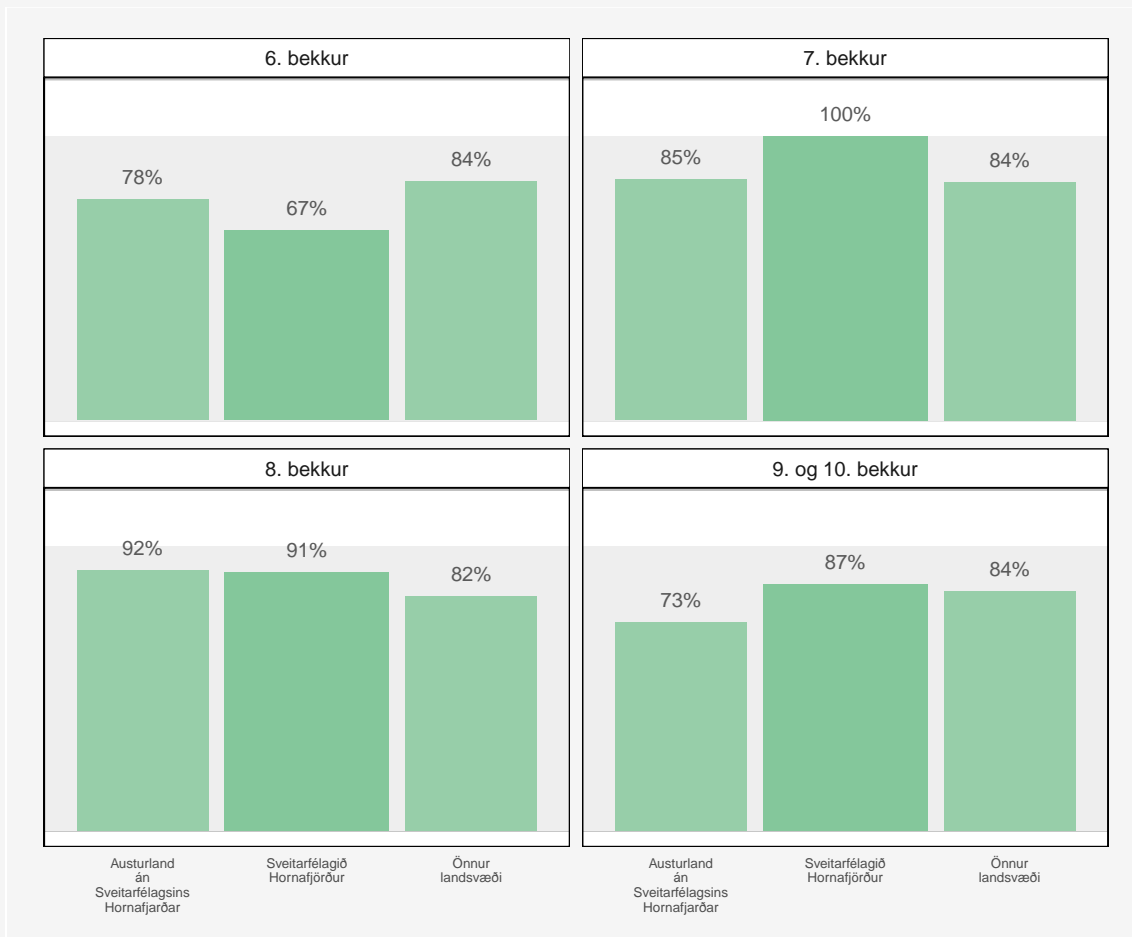 6. bekkur
78%
67%
84%
7. bekkur
85%
100%
84%
8. bekkur
92%
91%
82%
9. og 10. bekkur
73%
87%
84%
Austurland
án
Sveitarfélagsins
Hornafjarðar
Sveitarfélagið
Hornafjörður
Önnur
landsvæði
Austurland
án
Sveitarfélagsins
Hornafjarðar
Sveitarfélagið
Hornafjörður
Önnur
landsvæði